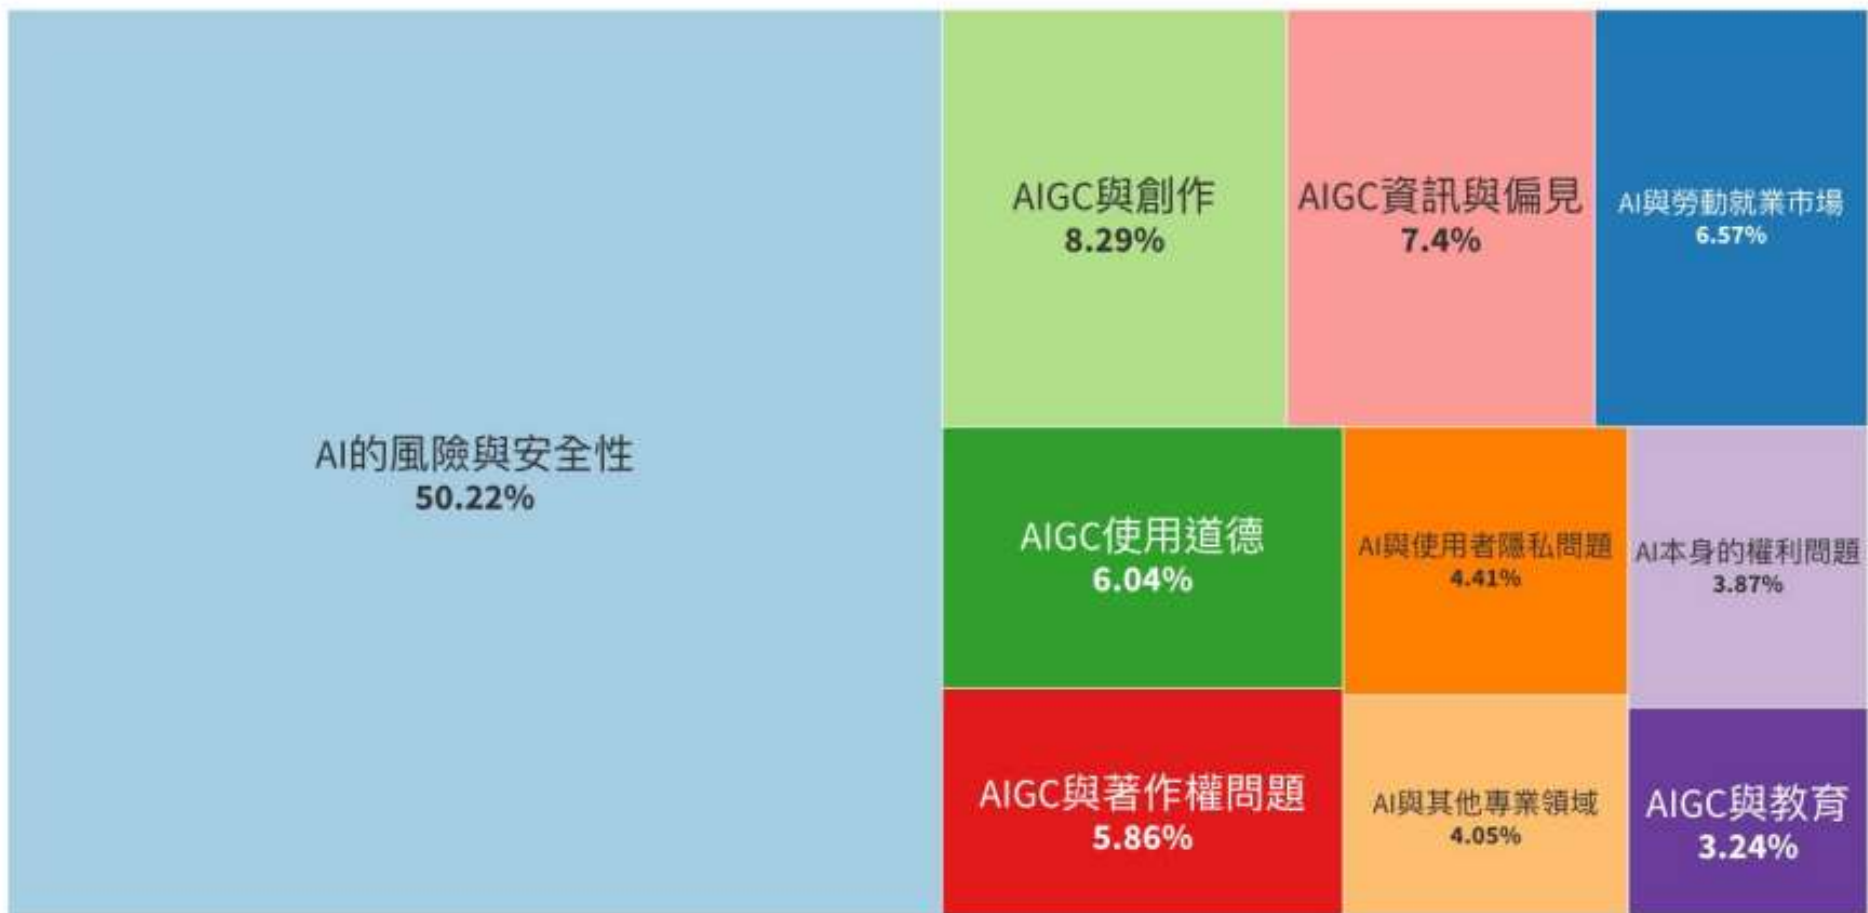 AI的風險與安全性
50.22%
AIGC與創作
8.29%
AIGC資訊與偏見
7.4%
AI與勞動就業市場
6.57%
AIGC使用道德
6.04%
AI與使用者隱私問題
4.41%
AI本身的權利問題
3.87%
AIGC與著作權問題
5.86%
AI與其他專業領域
4.05%
AIGC與教育
3.24%